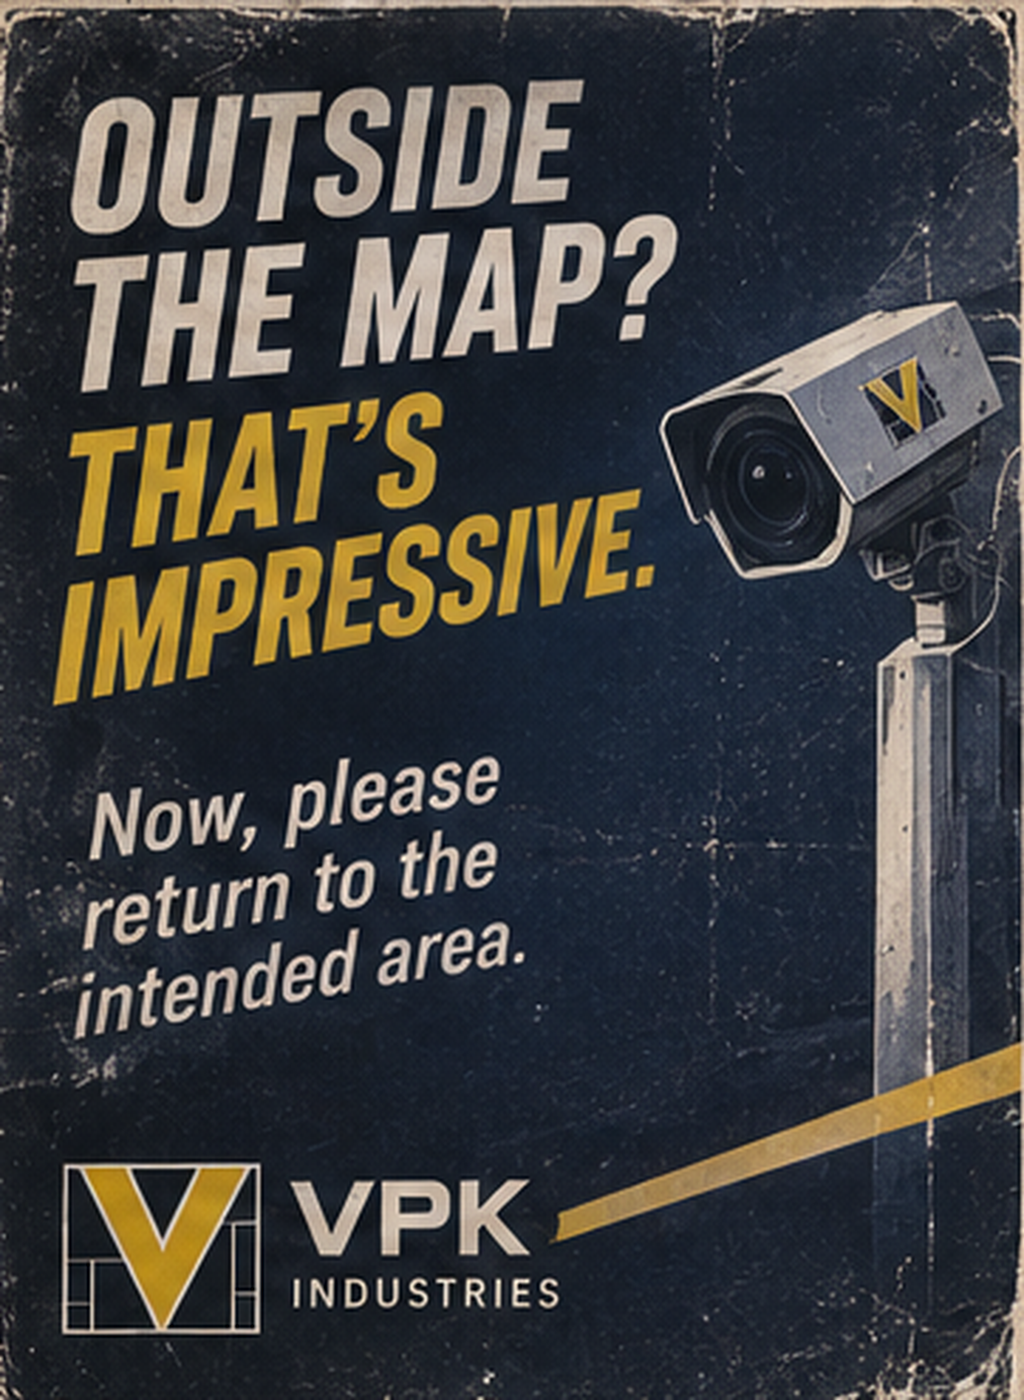 OUTSIDE
THE MAP?
THAT'S
IMPRESSIVE.
Now, please
return to the
intended area.
V
V
VPK
INDUSTRIES